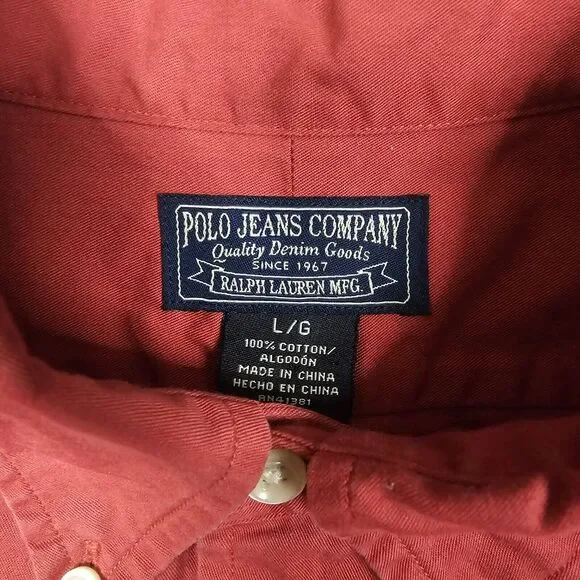 POLO JEANS COMPANY
Quality Denim Goods
SINCE 1967
RALPH LAUREN MFG.
L/G
100% COTTON/
ALGODÓN
MADE IN CHINA
HECHO EN CHINA
RN41381